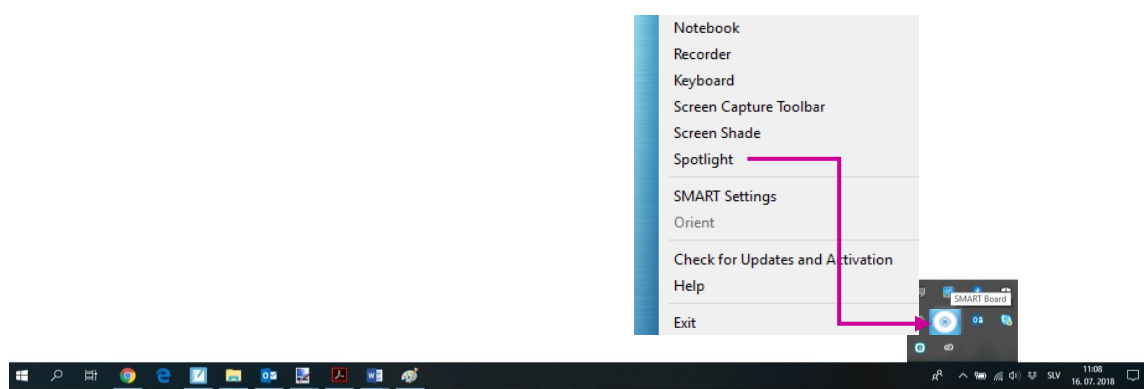 Notebook
Recorder
Keyboard
Screen Capture Toolbar
Screen Shade
Spotlight
SMART Settings
Orient
Check for Updates and Activation
Help
Exit
SMART Board
SLV
11:08
16. 07. 2018